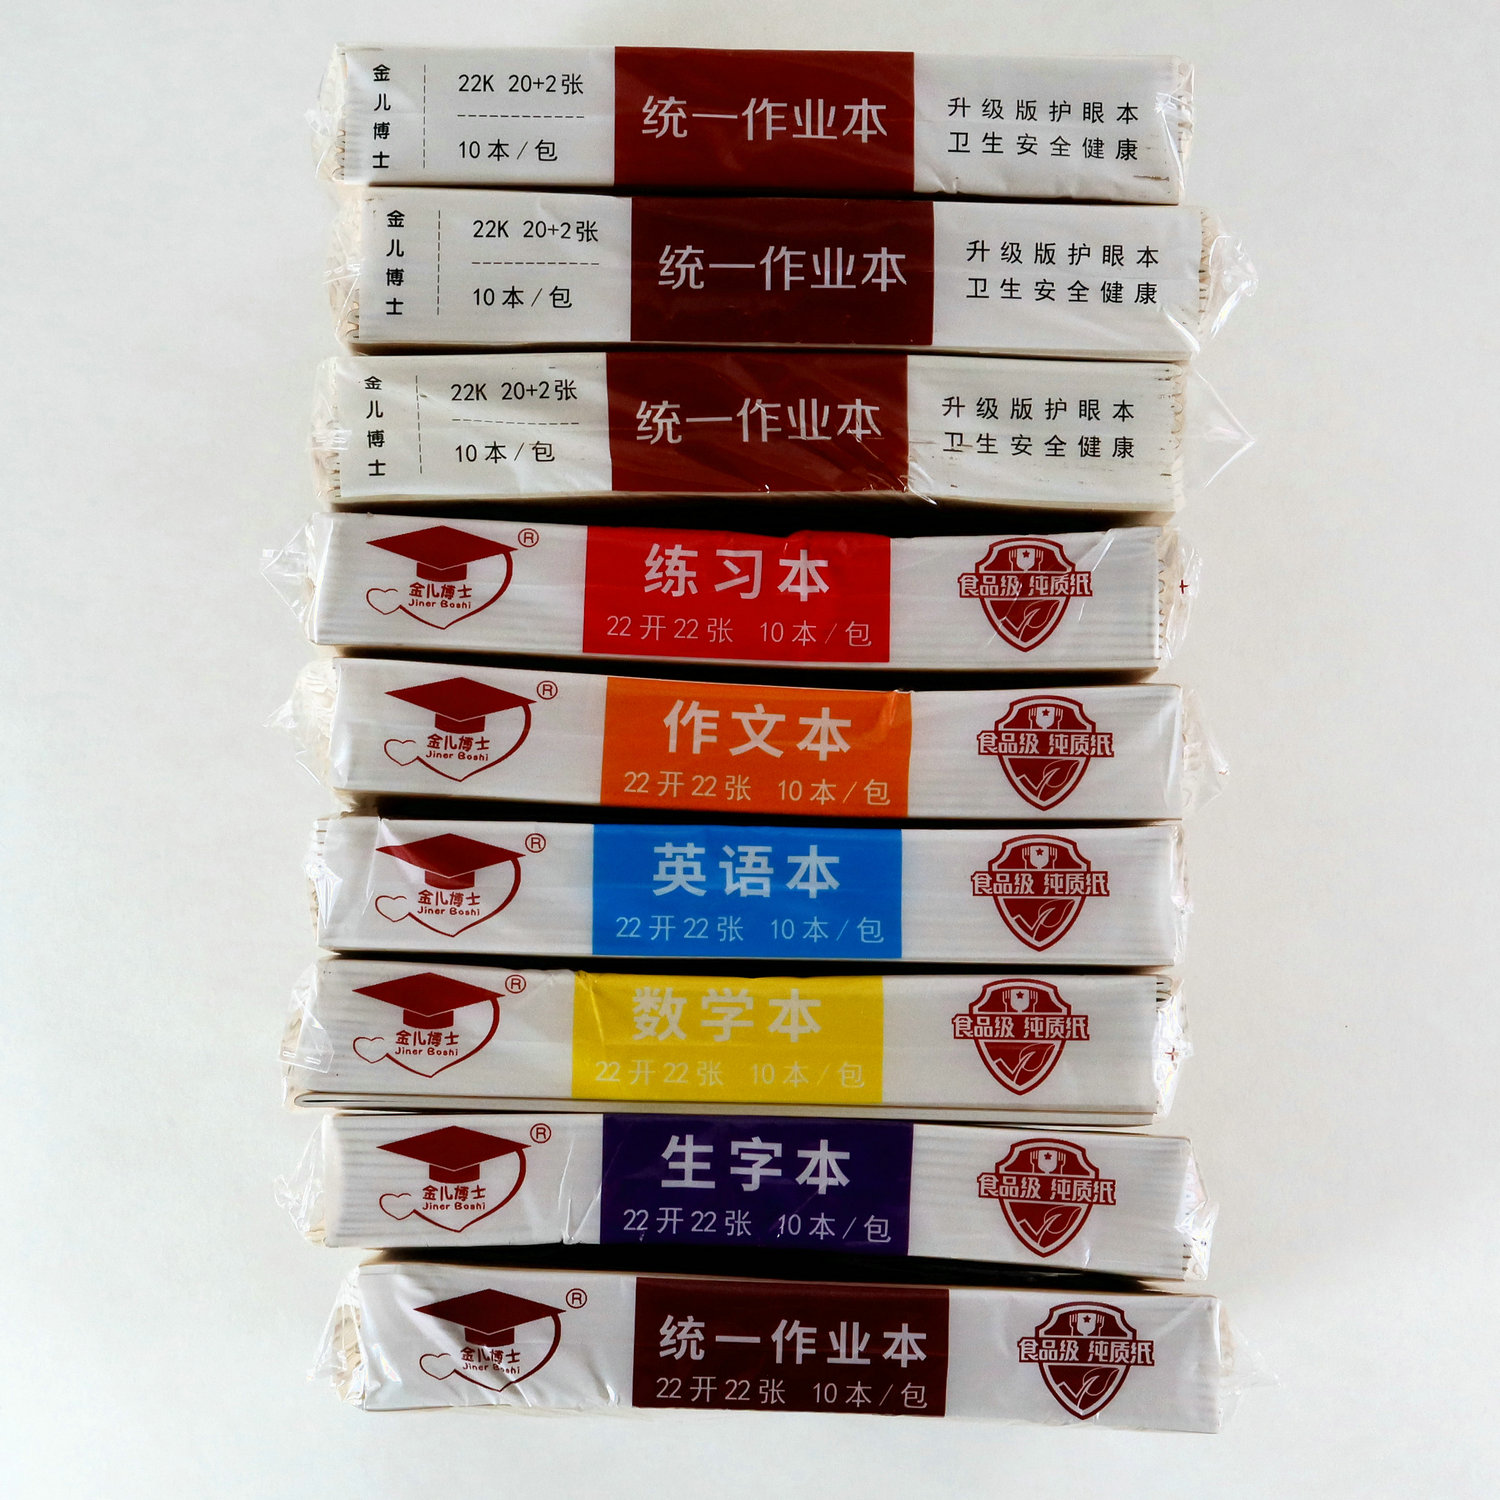 金儿博士
22K 20+2张
10本/包
统一作业本
升级版护眼本
卫生安全健康
金儿博士
22K 20+2张
10本/包
统一作业本
升级版护眼本
卫生安全健康
金儿博士
22K 20+2张
10本/包
统一作业本
升级版护眼本
卫生安全健康
®
金儿博士
Jiner Boshi
练习本
22开22张 10本/包
食品级 纯质纸
®
金儿博士
Jiner Boshi
作文本
22开22张 10本/包
食品级 纯质纸
®
金儿博士
Jiner Boshi
英语本
22开22张 10本/包
食品级 纯质纸
®
金儿博士
Jiner Boshi
数学本
22开22张 10本/包
食品级 纯质纸
®
金儿博士
Jiner Boshi
生字本
22开22张 10本/包
食品级 纯质纸
®
金儿博士
Jiner Boshi
统一作业本
22开22张 10本/包
食品级 纯质纸